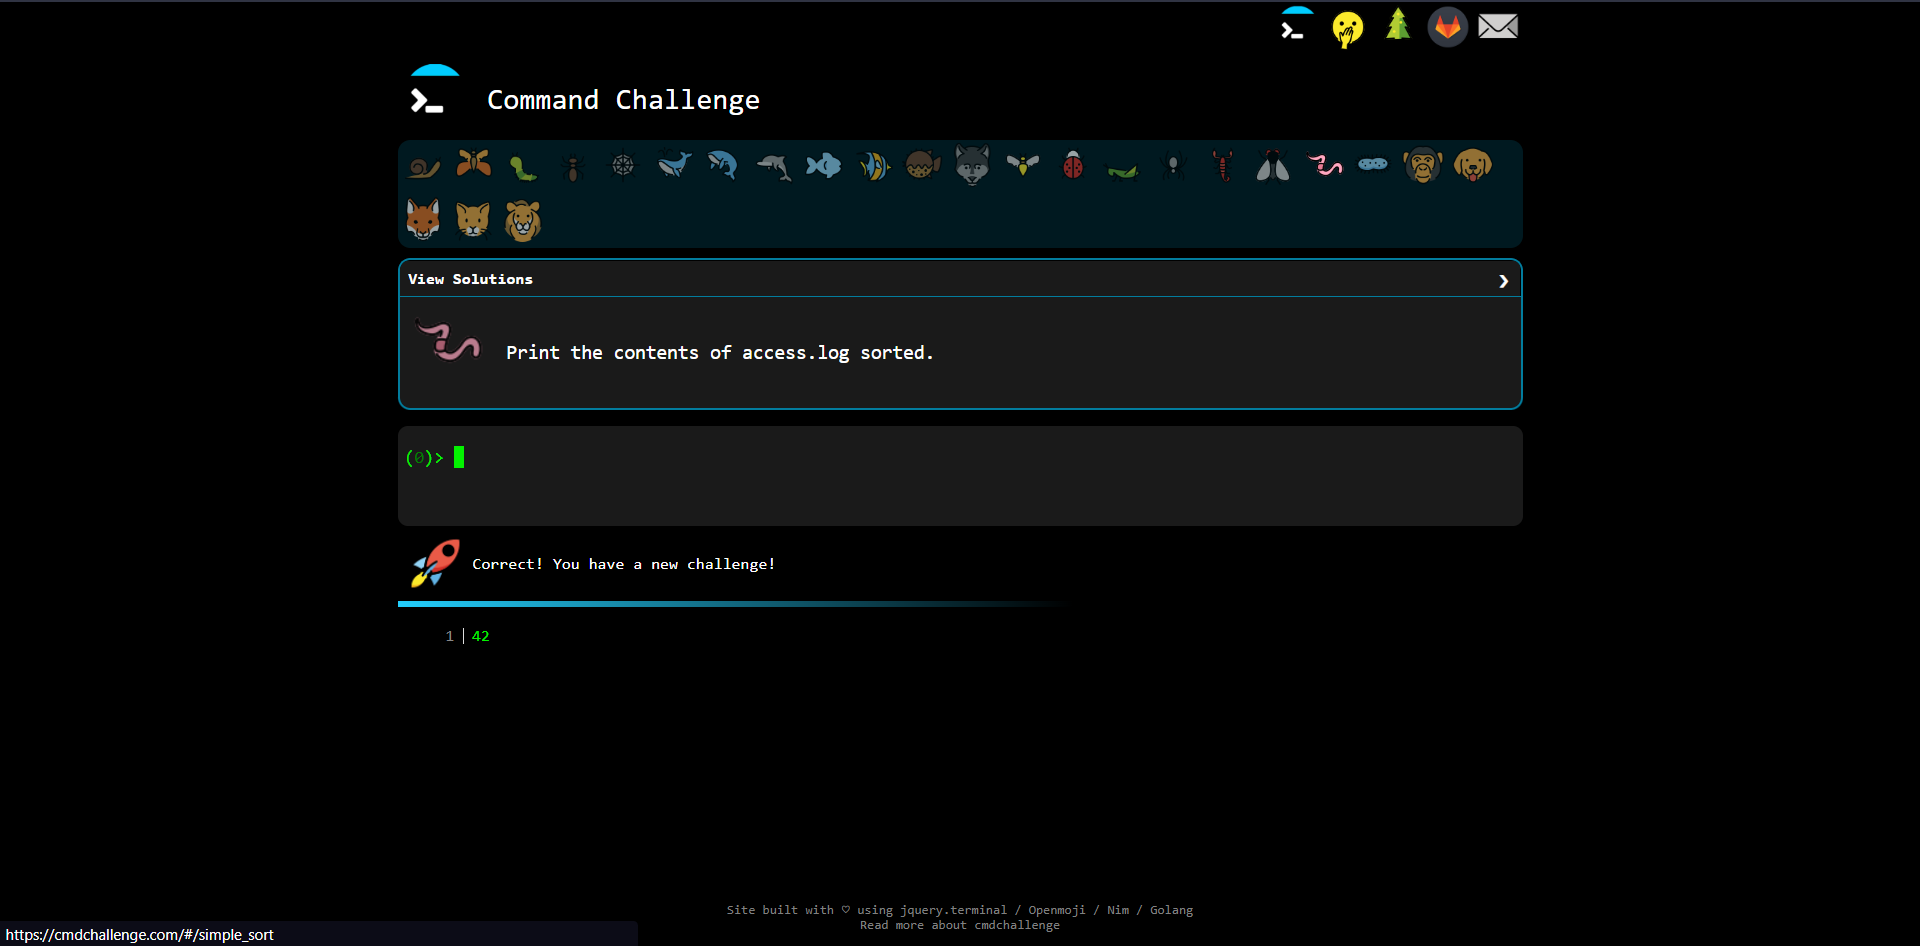 Command Challenge
View Solutions
Print the contents of access.log sorted.
(0)>
Correct! You have a new challenge!
1 | 42
Site built with ♡ using jquery.terminal / Openmoji / Nim / Golang
Read more about cmdchallenge
https://cmdchallenge.com/#/simple_sort